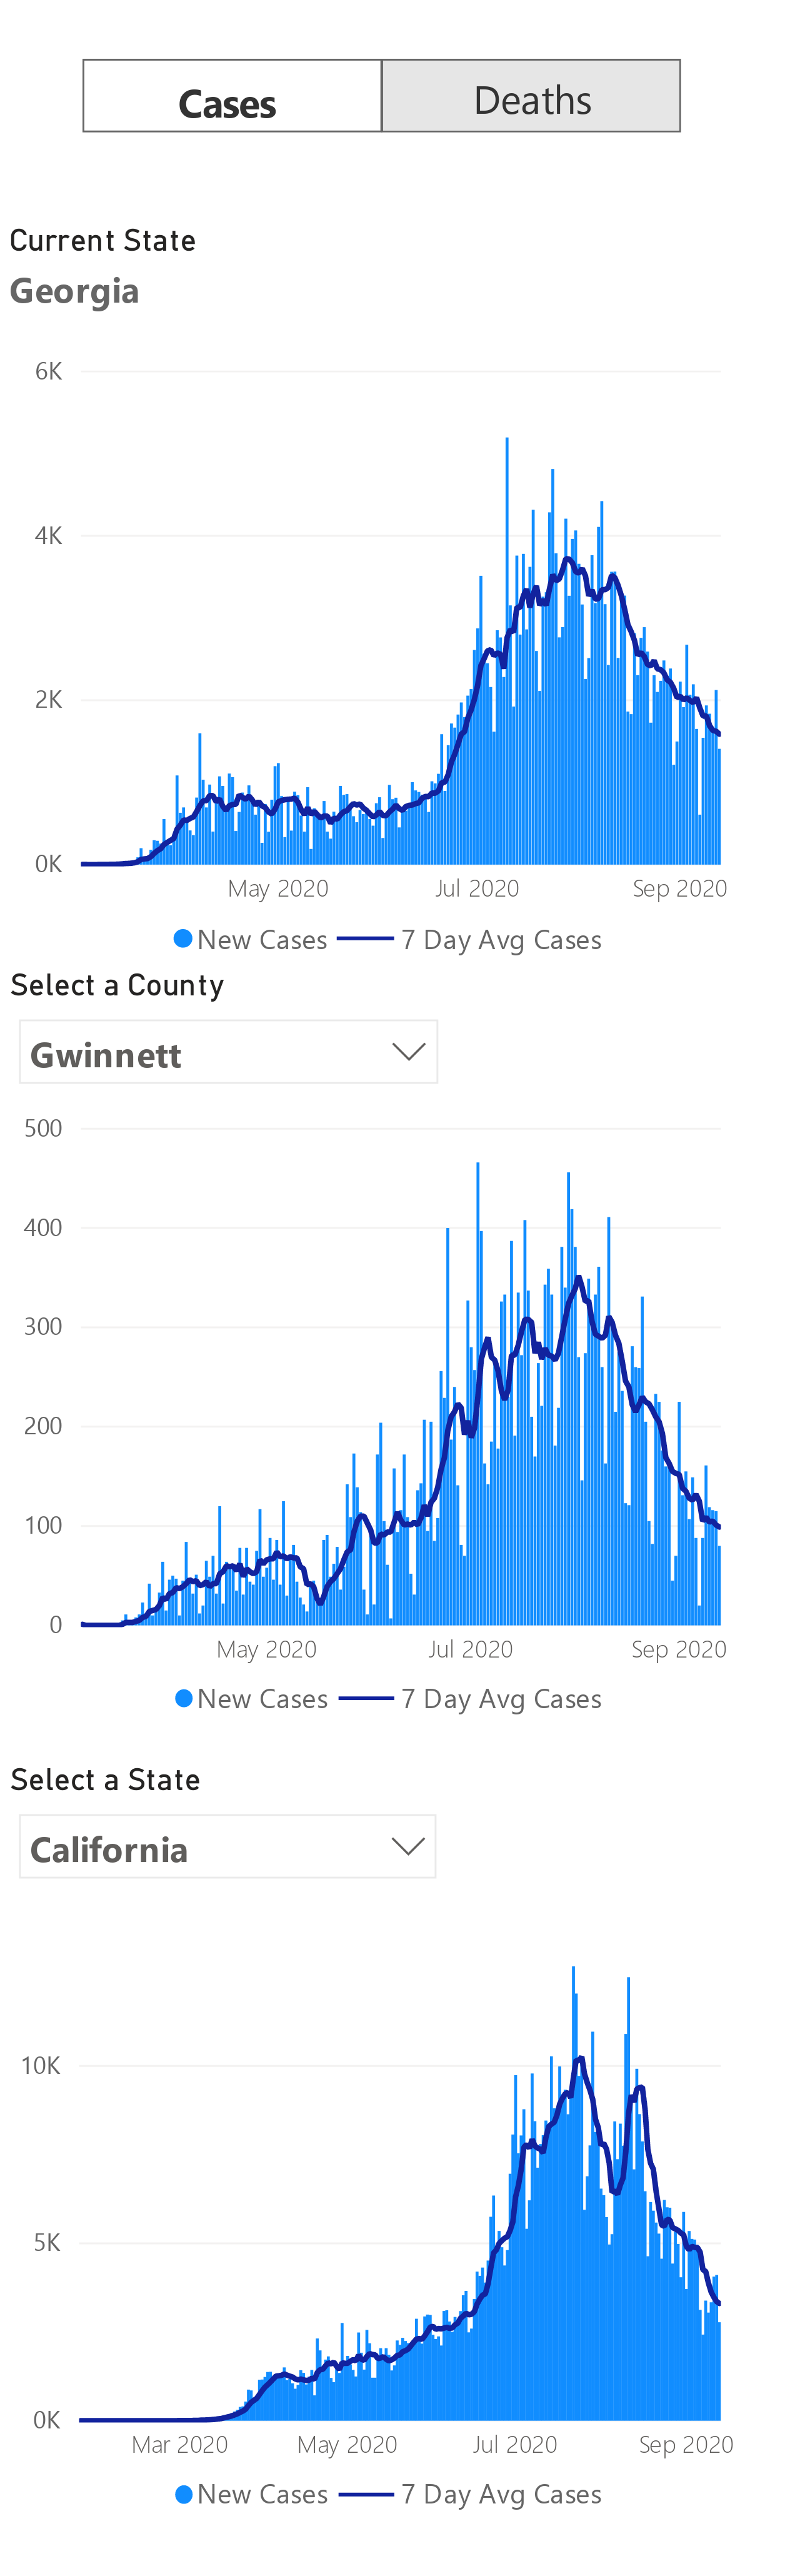 Cases Deaths
Current State
Georgia
6K
4K
2K
0K
May 2020 Jul 2020 Sep 2020
New Cases 7 Day Avg Cases
Select a County
Gwinnett
500
400
300
200
100
0
May 2020 Jul 2020 Sep 2020
New Cases 7 Day Avg Cases
Select a State
California
10K
5K
0K
Mar 2020 May 2020 Jul 2020 Sep 2020
New Cases 7 Day Avg Cases